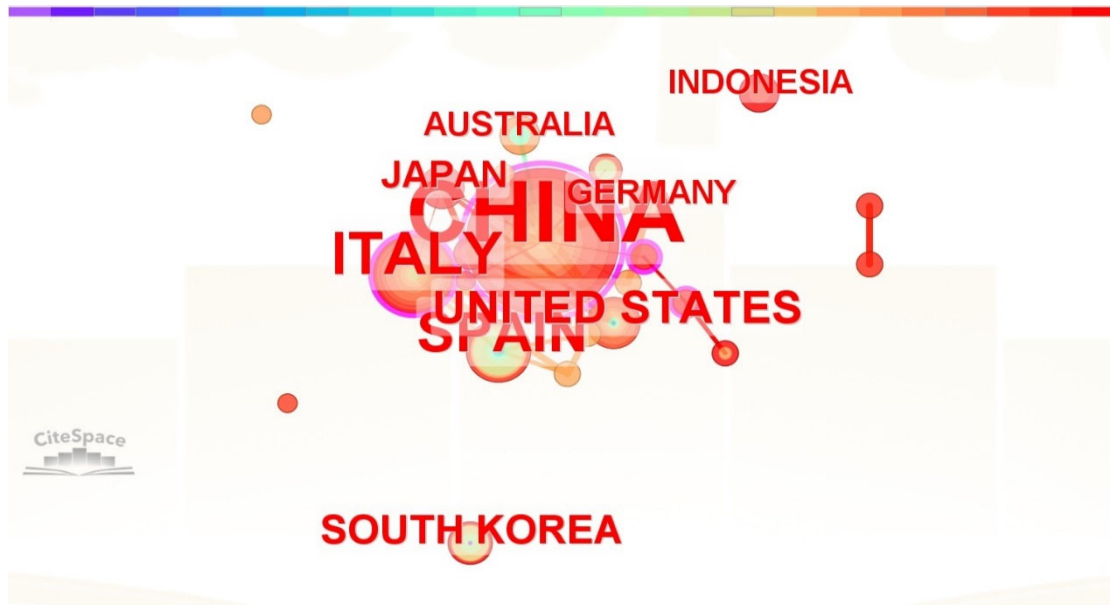 INDONESIA
AUSTRALIA
JAPAN
GERMANY
CHINA
ITALY
UNITED STATES
SPAIN
CiteSpace
SOUTH KOREA